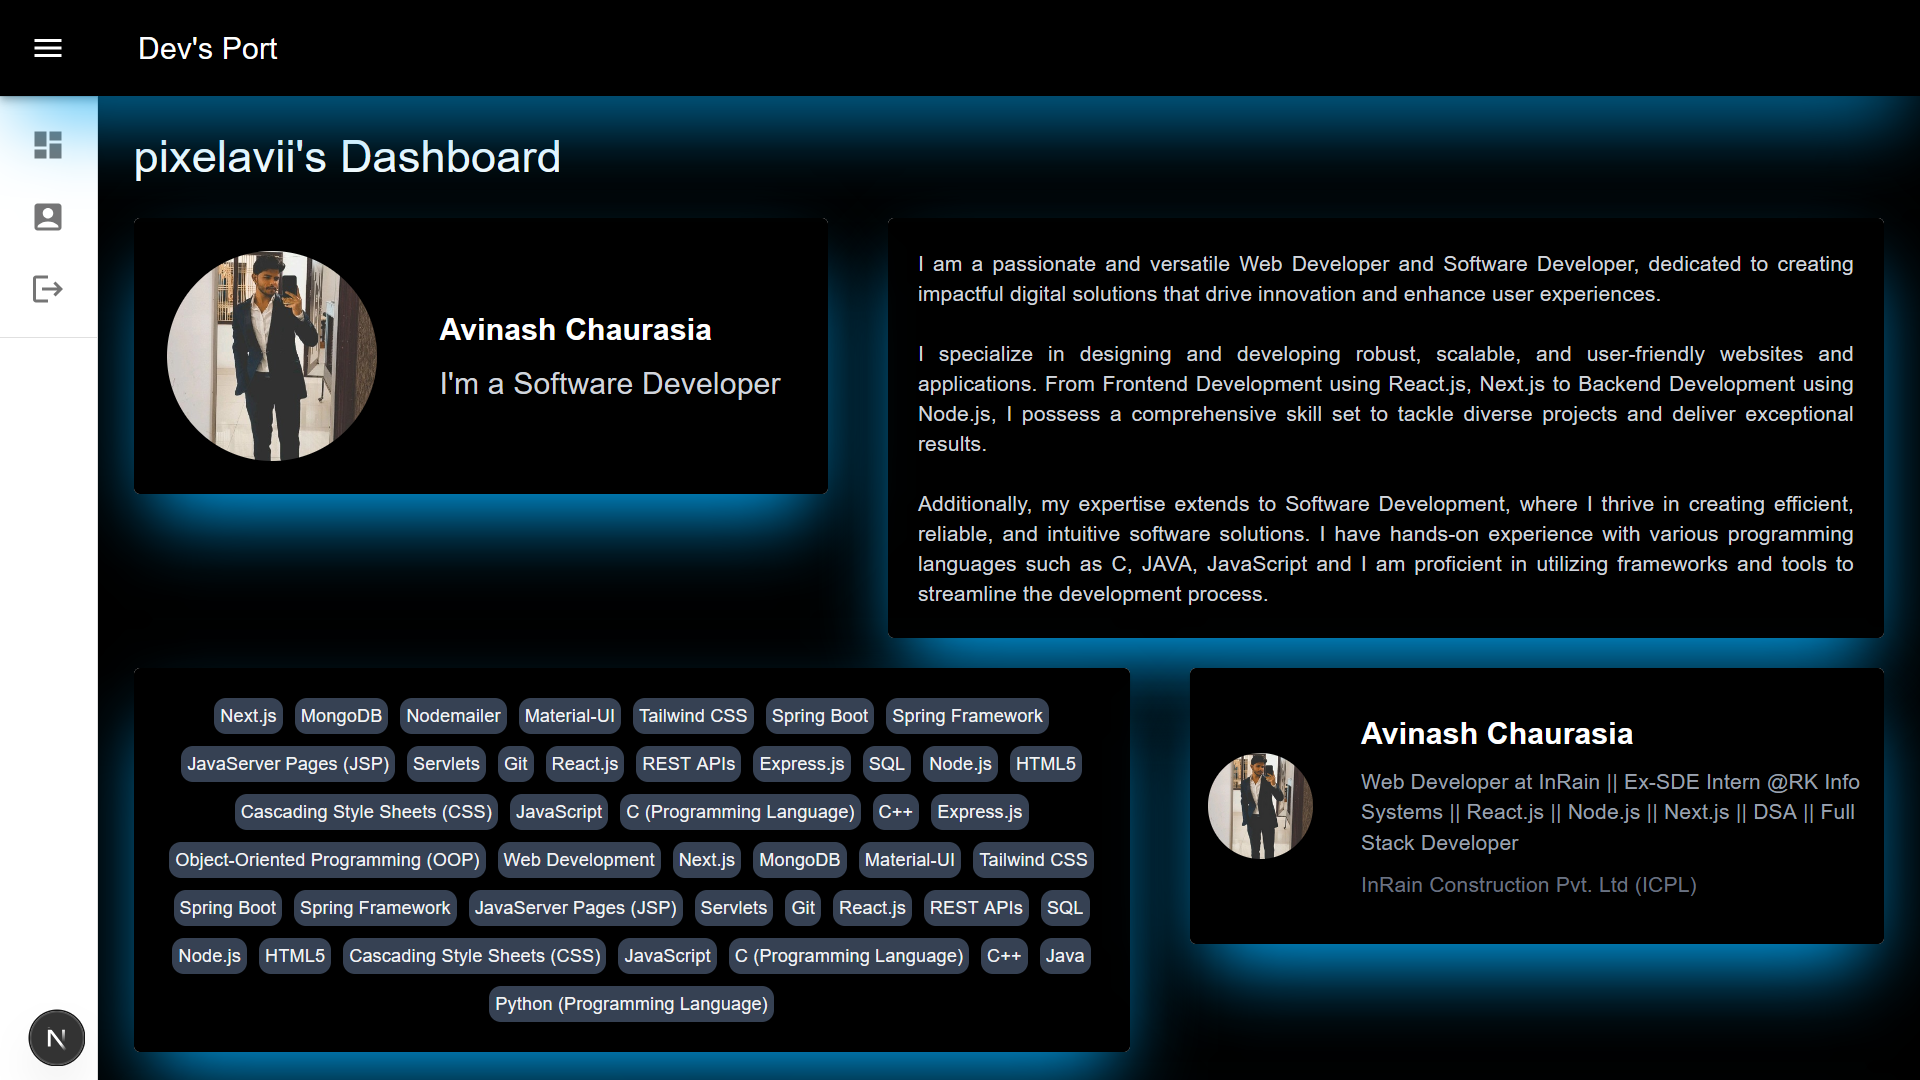 Dev's Port
pixelavii's Dashboard
Avinash Chaurasia
I'm a Software Developer
I am a passionate and versatile Web Developer and Software Developer, dedicated to creating
impactful digital solutions that drive innovation and enhance user experiences.
I specialize in designing and developing robust, scalable, and user-friendly websites and
applications. From Frontend Development using React.js, Next.js to Backend Development using
Node.js, I possess a comprehensive skill set to tackle diverse projects and deliver exceptional
results.
Additionally, my expertise extends to Software Development, where I thrive in creating efficient,
reliable, and intuitive software solutions. I have hands-on experience with various programming
languages such as C, JAVA, JavaScript and I am proficient in utilizing frameworks and tools to
streamline the development process.
Next.js MongoDB Nodemailer Material-UI Tailwind CSS Spring Boot Spring Framework
JavaServer Pages (JSP) Servlets Git React.js REST APIs Express.js SQL Node.js HTML5
Cascading Style Sheets (CSS) JavaScript C (Programming Language) C++ Express.js
Object-Oriented Programming (OOP) Web Development Next.js MongoDB Material-UI Tailwind CSS
Spring Boot Spring Framework JavaServer Pages (JSP) Servlets Git React.js REST APIs SQL
Node.js HTML5 Cascading Style Sheets (CSS) JavaScript C (Programming Language) C++ Java
Python (Programming Language)
Avinash Chaurasia
Web Developer at InRain || Ex-SDE Intern @RK Info
Systems || React.js || Node.js || Next.js || DSA || Full
Stack Developer
InRain Construction Pvt. Ltd (ICPL)
N